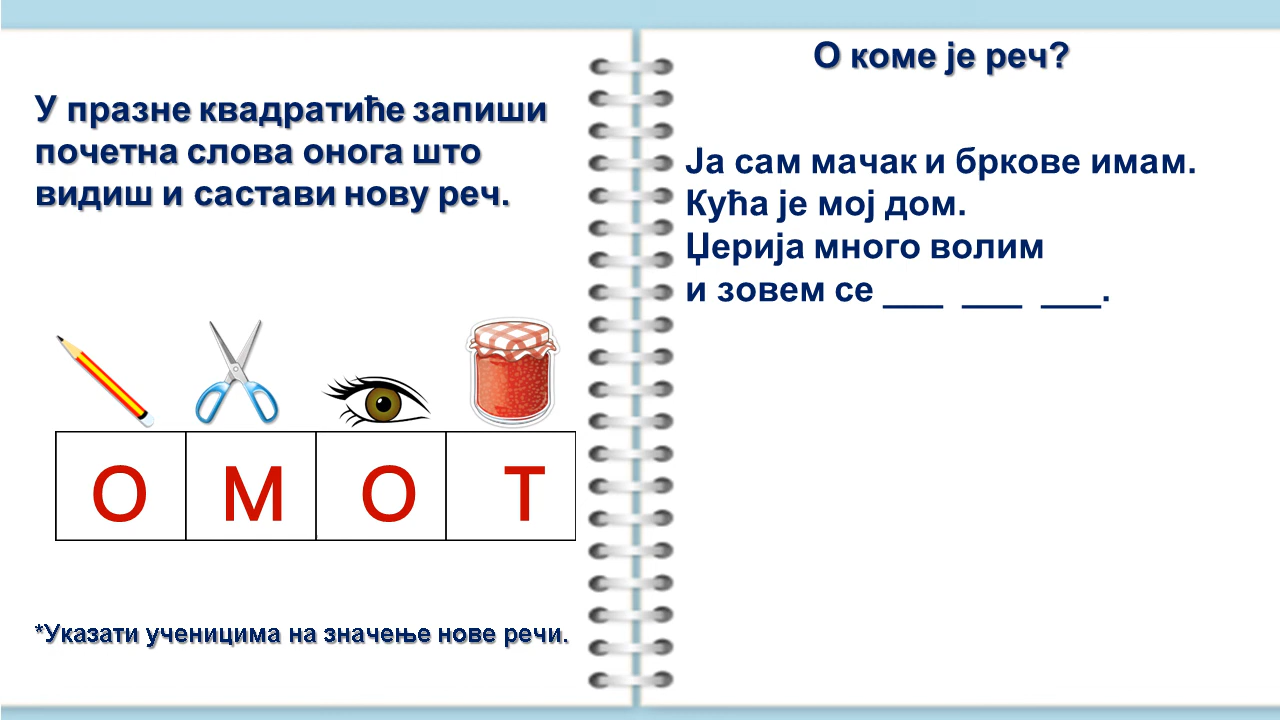 У празне квадратиће запиши
почетна слова онога што
видиш и састави нову реч.
О М О Т
*Указати ученицима на значење нове речи.
О коме је реч?
Ја сам мачак и бркове имам.
Кућа је мој дом.
Џерија много волим
и зовем се ___ ___ ___.